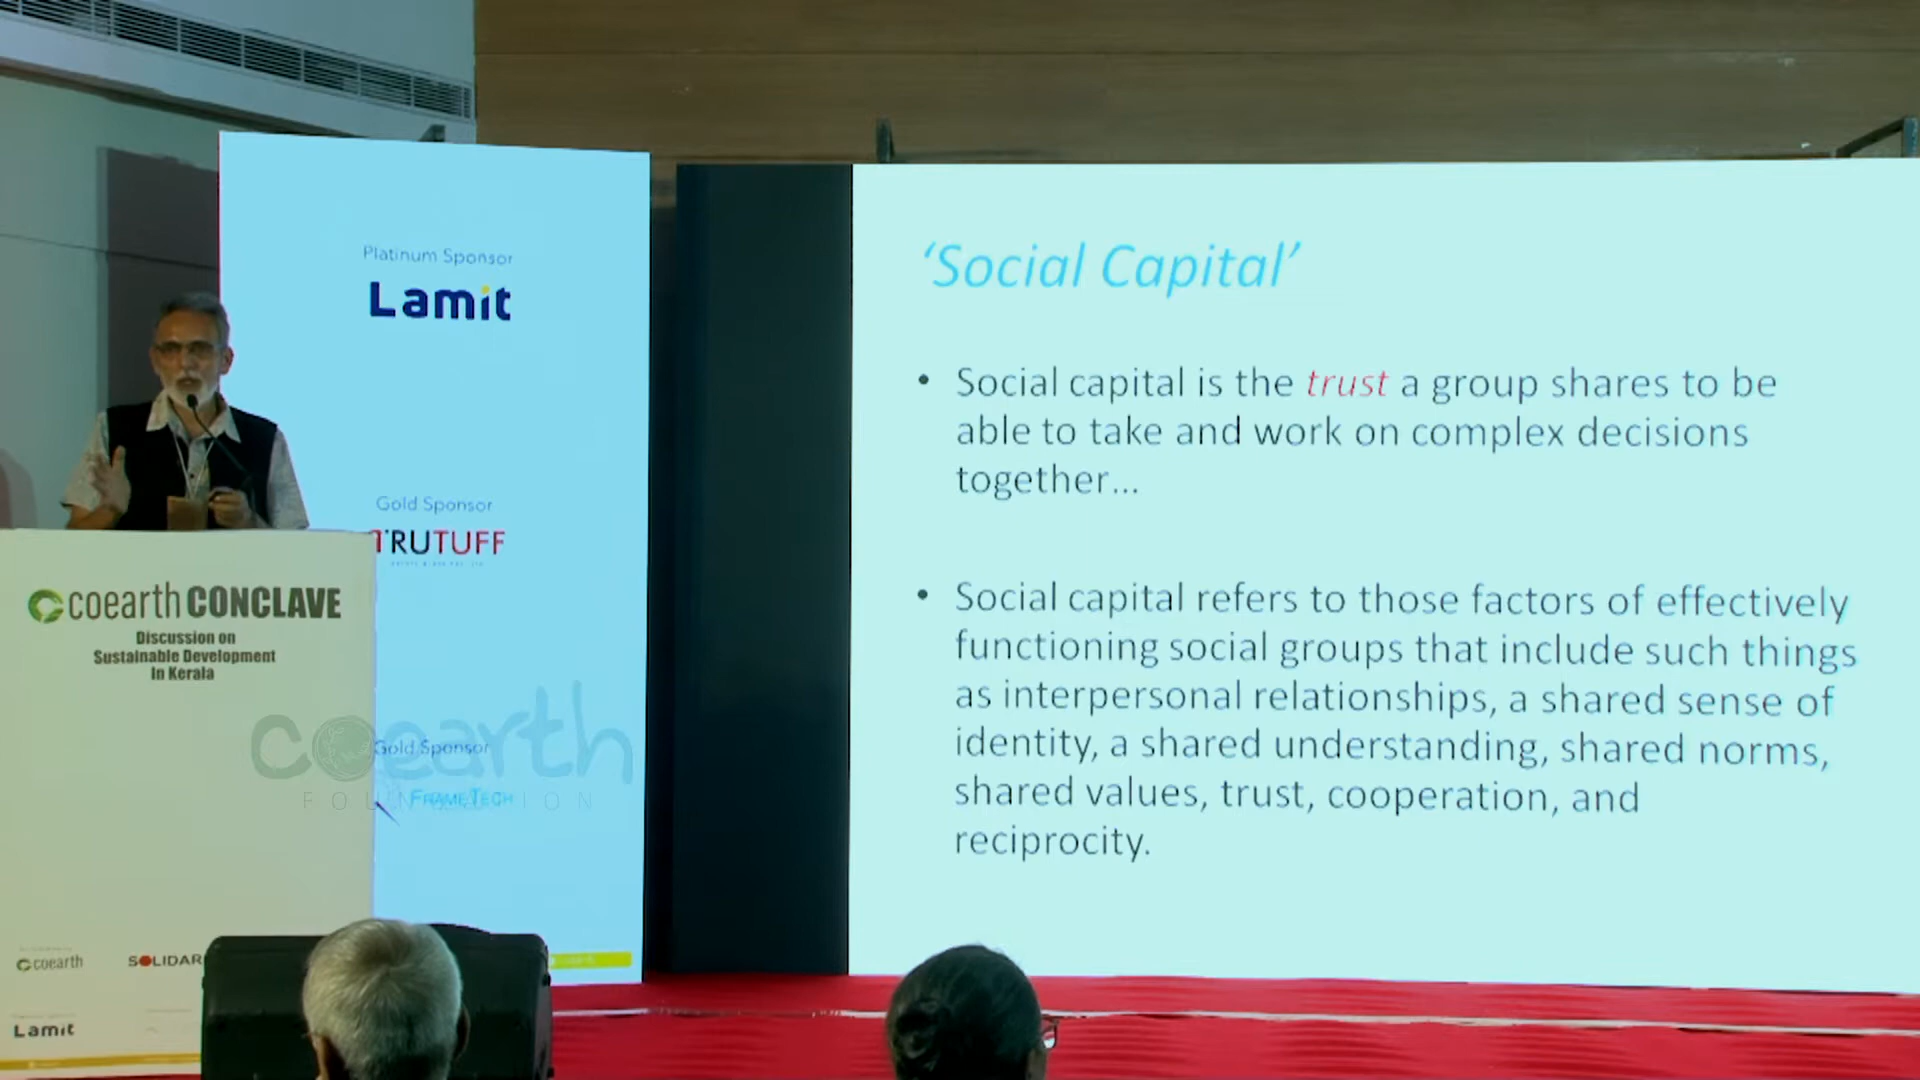 Platinum Sponsor
Lamit
Gold Sponsor
TRUTUFF
Gold Sponsor
FRAMETECH
coearth
FOUNDATION
coearth CONCLAVE
Discussion on
Sustainable Development
In Kerala
coearth
SOLIDAR
Lamit
‘Social Capital’
• Social capital is the trust a group shares to be
able to take and work on complex decisions
together...
• Social capital refers to those factors of effectively
functioning social groups that include such things
as interpersonal relationships, a shared sense of
identity, a shared understanding, shared norms,
shared values, trust, cooperation, and
reciprocity.